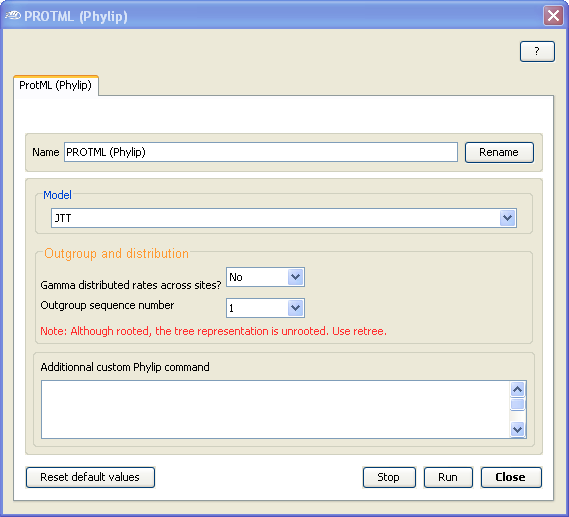 PROTML (Phylip)
?
ProtML (Phylip)
Name PROTML (Phylip) Rename
Model
JTT
Outgroup and distribution
Gamma distributed rates across sites? No
Outgroup sequence number 1
Note: Although rooted, the tree representation is unrooted. Use retree.
Additionnal custom Phylip command
Reset default values Stop Run Close